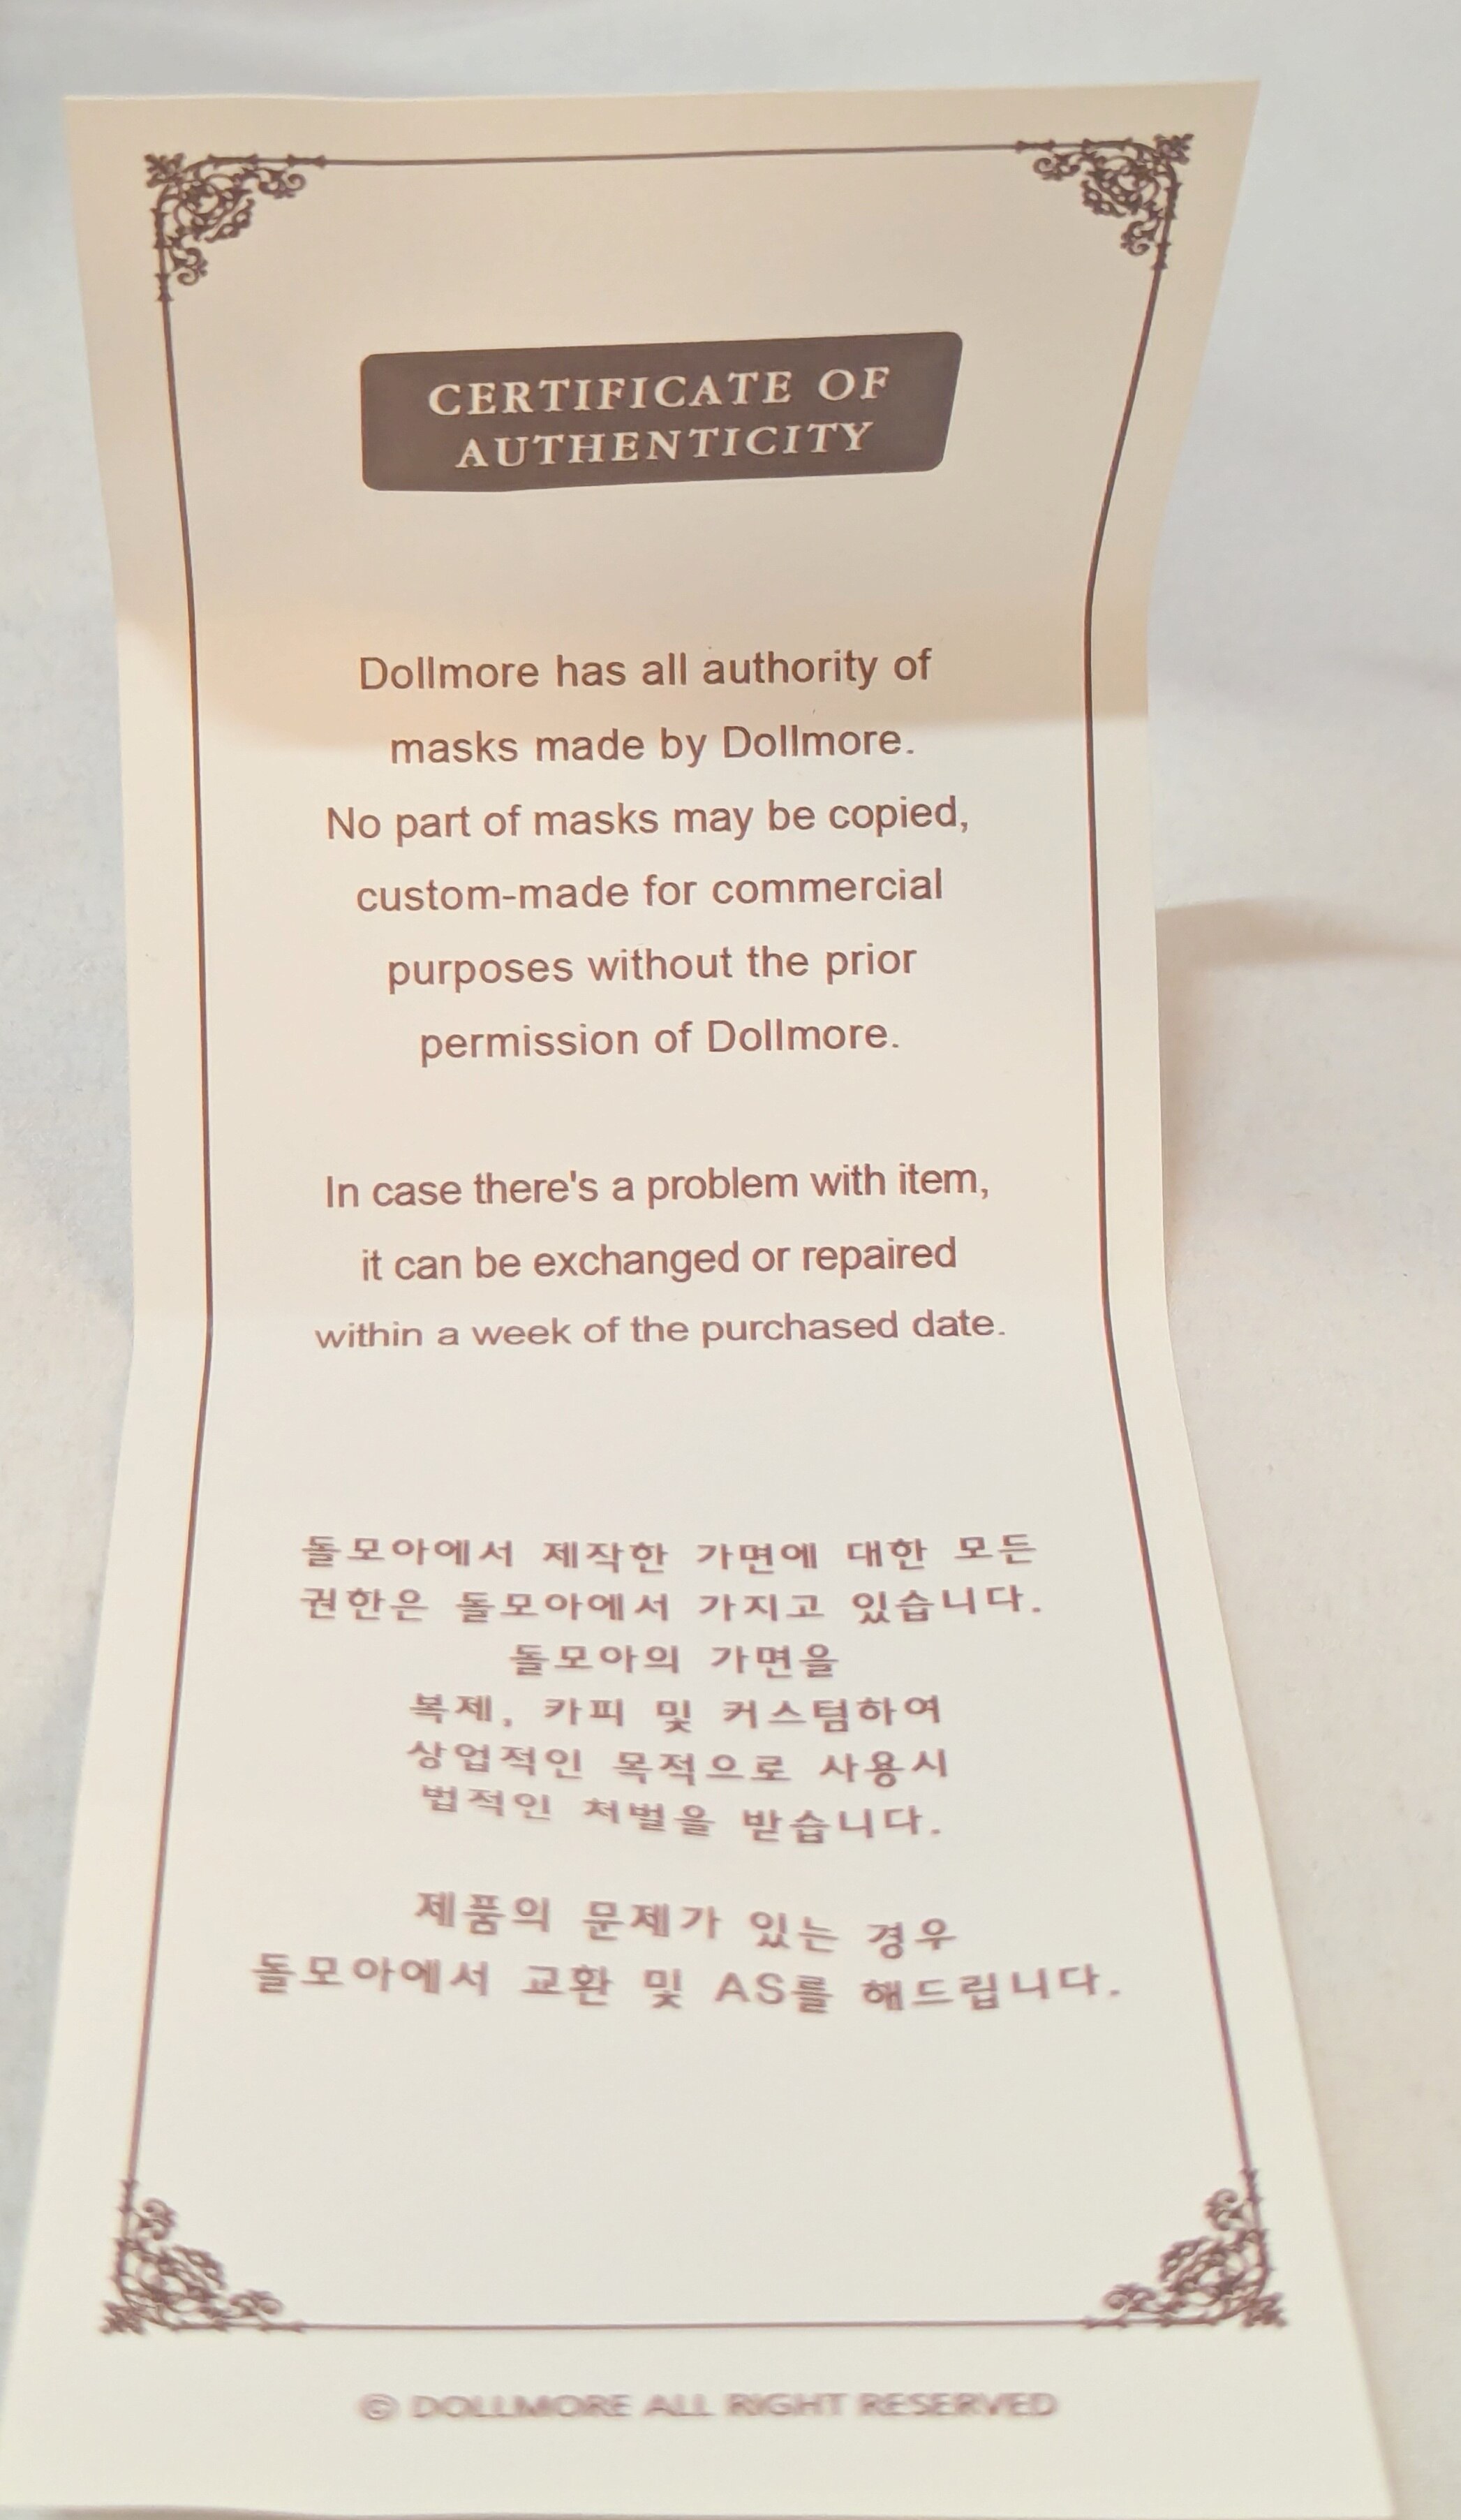 CERTIFICATE OF
AUTHENTICITY
Dollmore has all authority of
masks made by Dollmore.
No part of masks may be copied,
custom-made for commercial
purposes without the prior
permission of Dollmore.
In case there's a problem with item,
it can be exchanged or repaired
within a week of the purchased date.
돌모아에서 제작한 가면에 대한 모든
권한은 돌모아에서 가지고 있습니다.
돌모아의 가면을
복제, 카피 및 커스텀하여
상업적인 목적으로 사용시
법적인 처벌을 받습니다.
제품의 문제가 있는 경우
돌모아에서 교환 및 AS를 해드립니다.
© DOLLMORE ALL RIGHT RESERVED